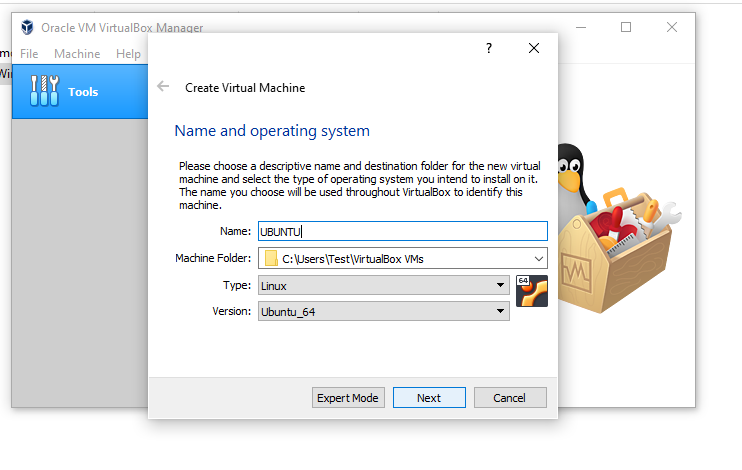 Oracle VM VirtualBox Manager
File Machine Help
Tools
?
Create Virtual Machine
Name and operating system
Please choose a descriptive name and destination folder for the new virtual
machine and select the type of operating system you intend to install on it.
The name you choose will be used throughout VirtualBox to identify this
machine.
Name: UBUNTU
Machine Folder: C:\Users\Test\VirtualBox VMs
Type: Linux
64
Version: Ubuntu_64
Expert Mode Next Cancel